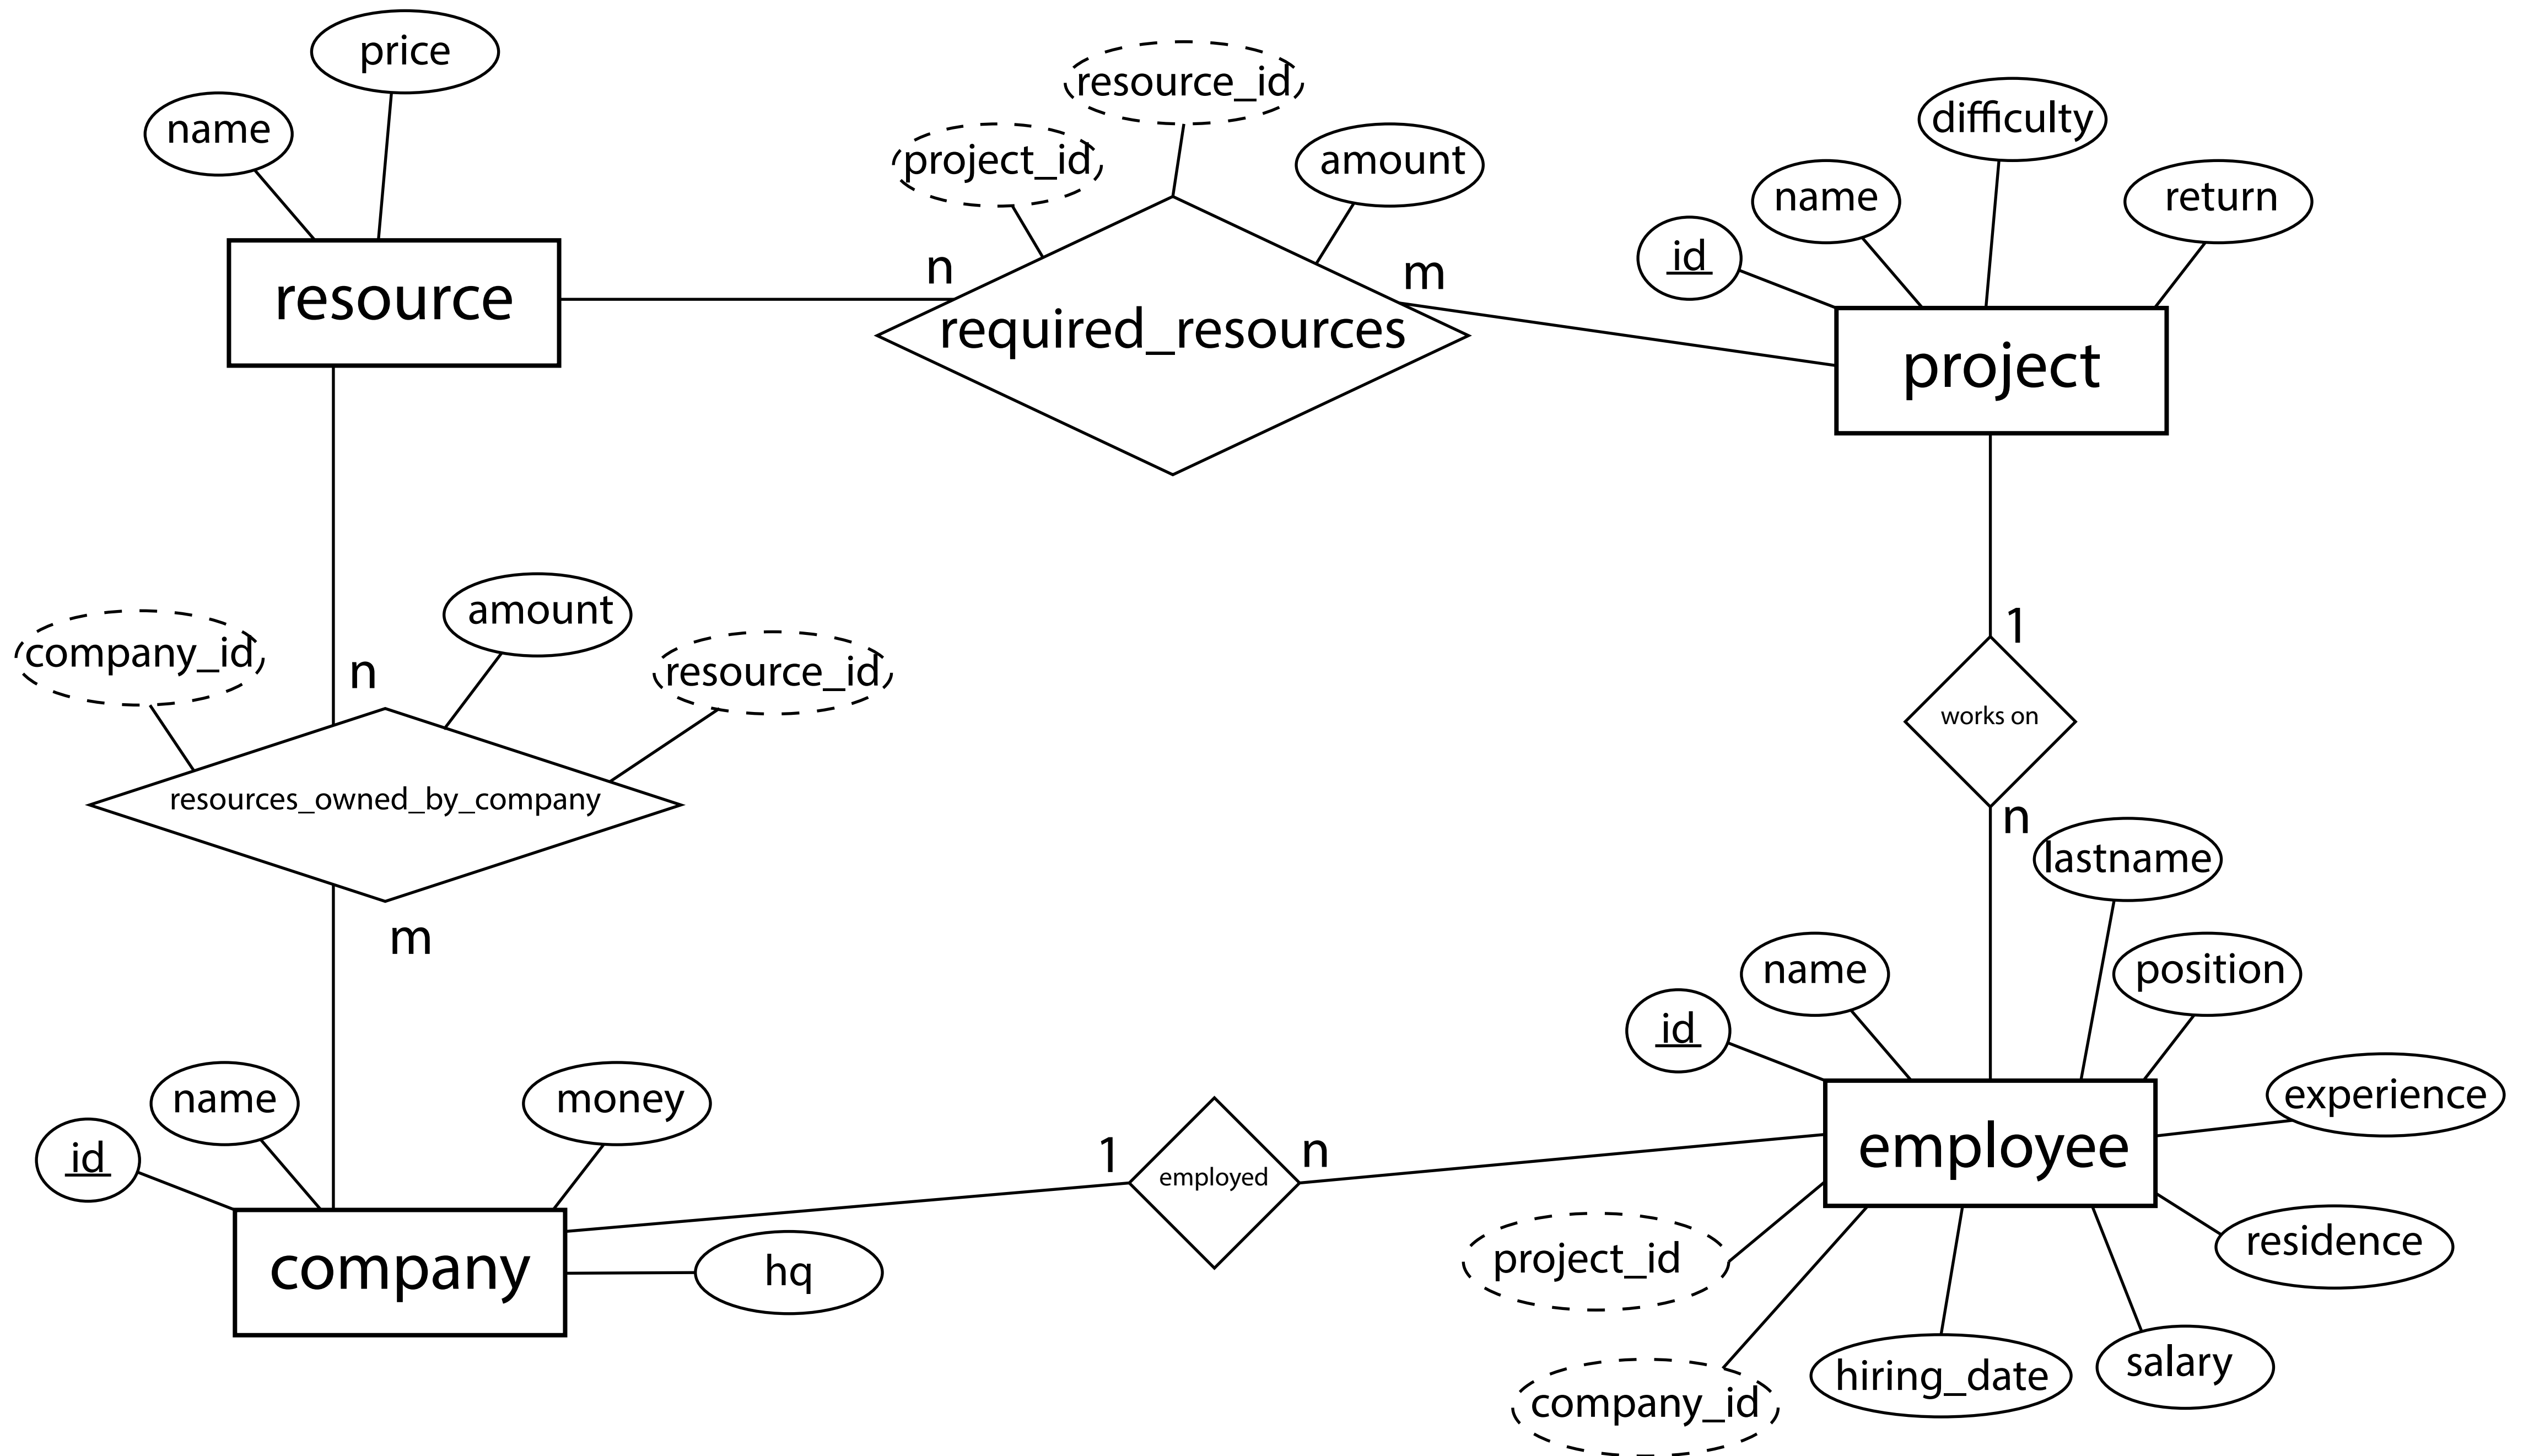 price
name
resource
resource_id
project_id
amount
n
m
required_resources
difficulty
name
return
id
project
company_id
amount
resource_id
n
resources_owned_by_company
m
1
works on
n
lastname
name
position
id
experience
employee
residence
project_id
company_id
hiring_date
salary
name
money
id
company
hq
1
employed
n